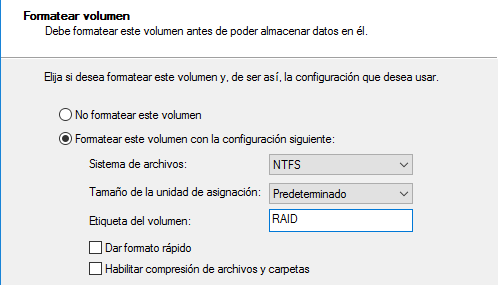 Formatear volumen
Debe formatear este volumen antes de poder almacenar datos en él.
Elija si desea formatear este volumen y, de ser así, la configuración que desea usar.
No formatear este volumen
Formatear este volumen con la configuración siguiente:
Sistema de archivos: NTFS
Tamaño de la unidad de asignación: Predeterminado
Etiqueta del volumen: RAID
Dar formato rápido
Habilitar compresión de archivos y carpetas